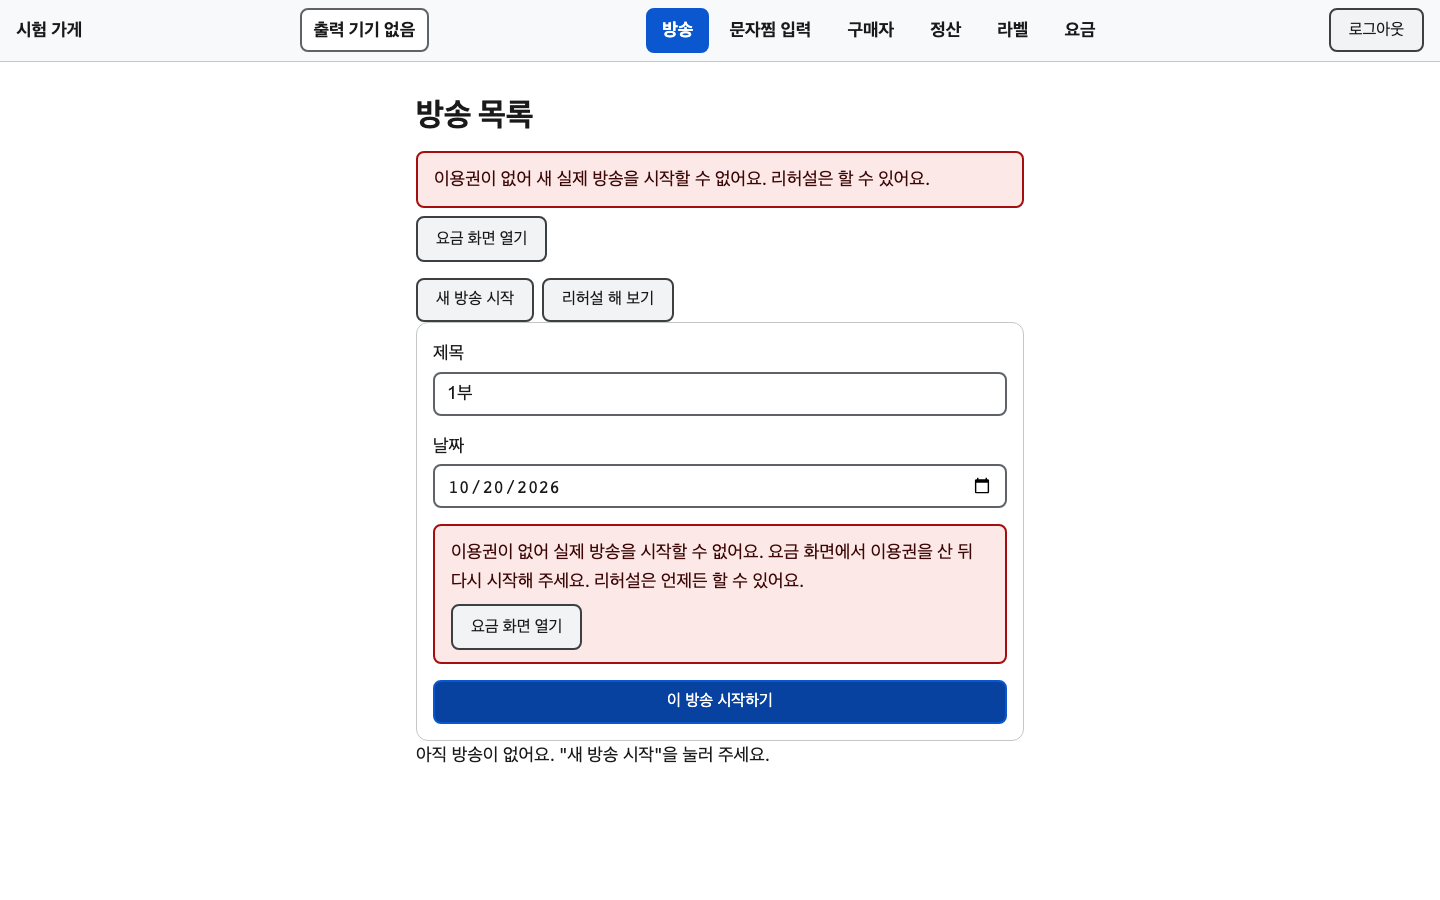 시험 가게
출력 기기 없음
방송
문자찜 입력
구매자
정산
라벨
요금
로그아웃
방송 목록
이용권이 없어 새 실제 방송을 시작할 수 없어요. 리허설은 할 수 있어요.
요금 화면 열기
새 방송 시작
리허설 해 보기
제목
1부
날짜
10/20/2026
이용권이 없어 실제 방송을 시작할 수 없어요. 요금 화면에서 이용권을 산 뒤
다시 시작해 주세요. 리허설은 언제든 할 수 있어요.
요금 화면 열기
이 방송 시작하기
아직 방송이 없어요. "새 방송 시작"을 눌러 주세요.